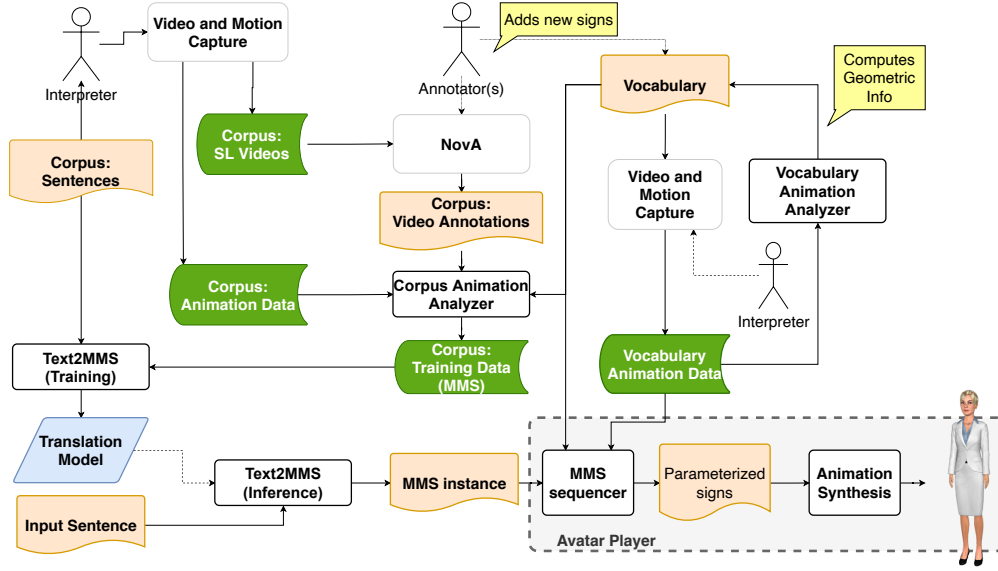 Video and Motion
Capture
Adds new signs
Interpreter
Annotator(s)
Vocabulary
Computes
Geometric
Info
Corpus:
SL Videos
NovA
Corpus:
Sentences
Video and
Motion
Capture
Vocabulary
Animation
Analyzer
Corpus:
Video Annotations
Corpus:
Animation Data
Corpus Animation
Analyzer
Interpreter
Text2MMS
(Training)
Corpus:
Training Data
(MMS)
Vocabulary
Animation Data
Translation
Model
Text2MMS
(Inference)
MMS instance
MMS
sequencer
Parameterized
signs
Animation
Synthesis
Input Sentence
Avatar Player